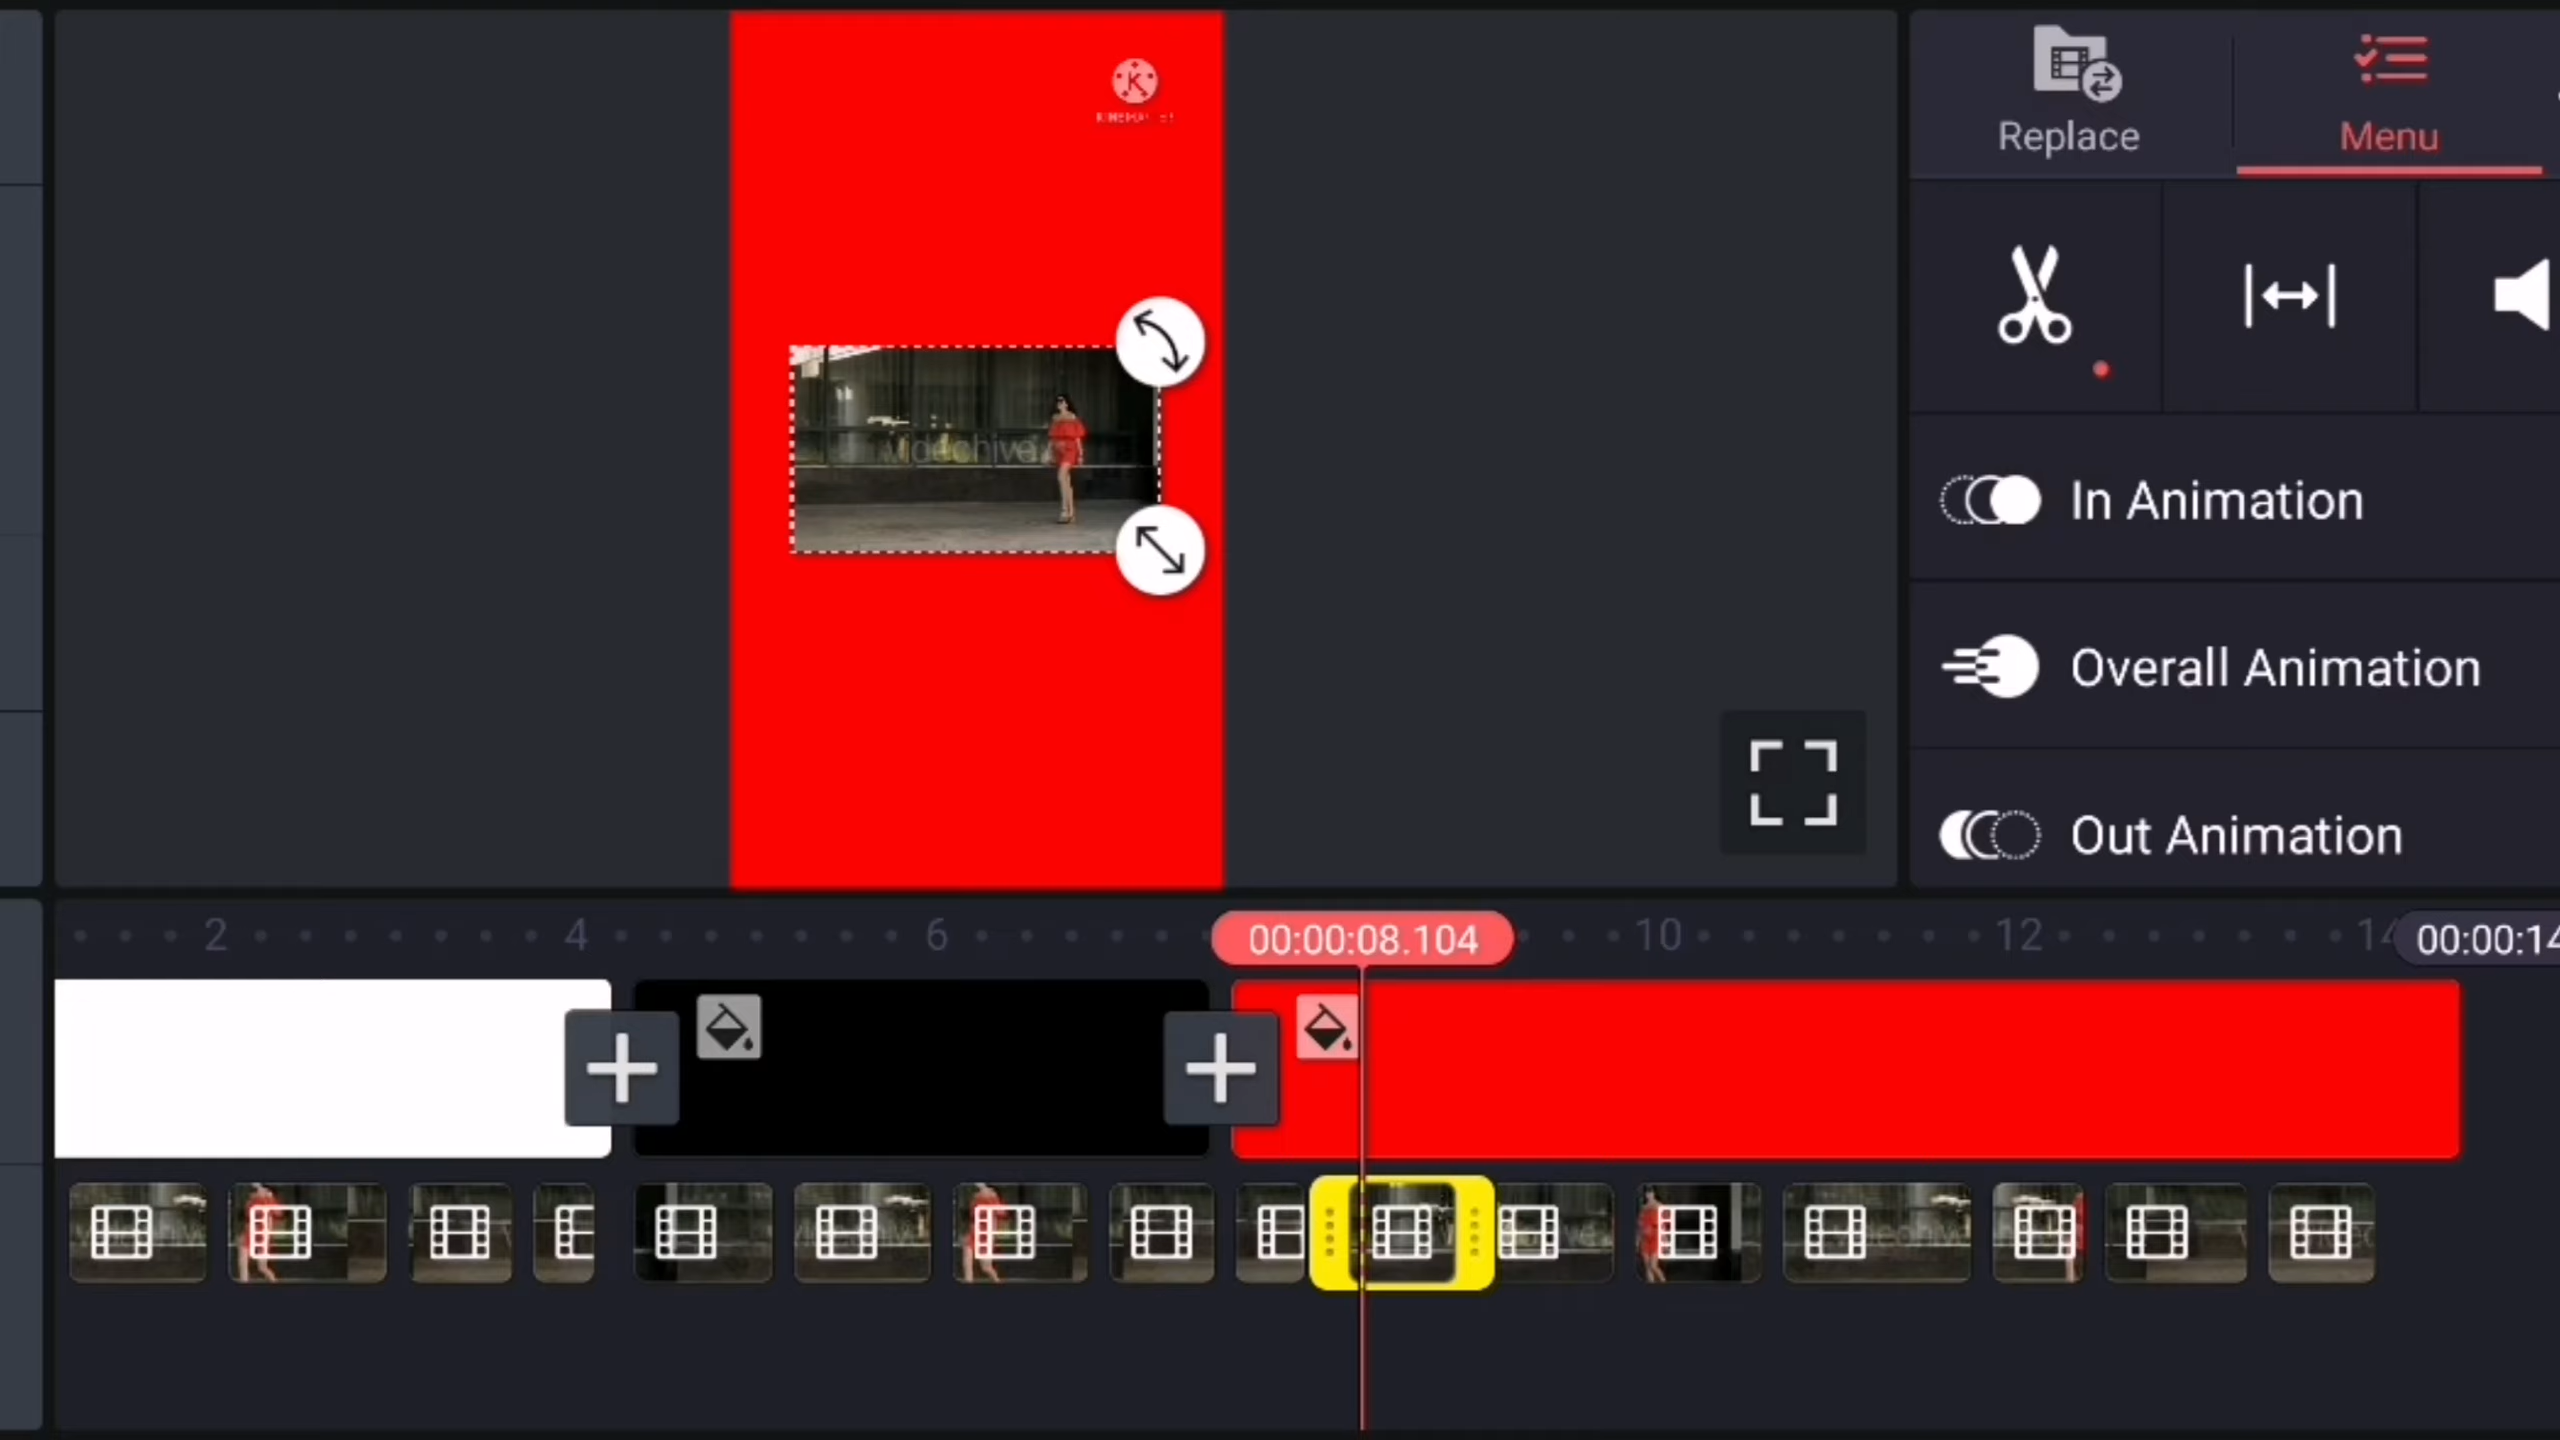 Replace
Menu
videohive
In Animation
Overall Animation
Out Animation
2
4
6
00:00:08.104
10
12
14
00:00:14